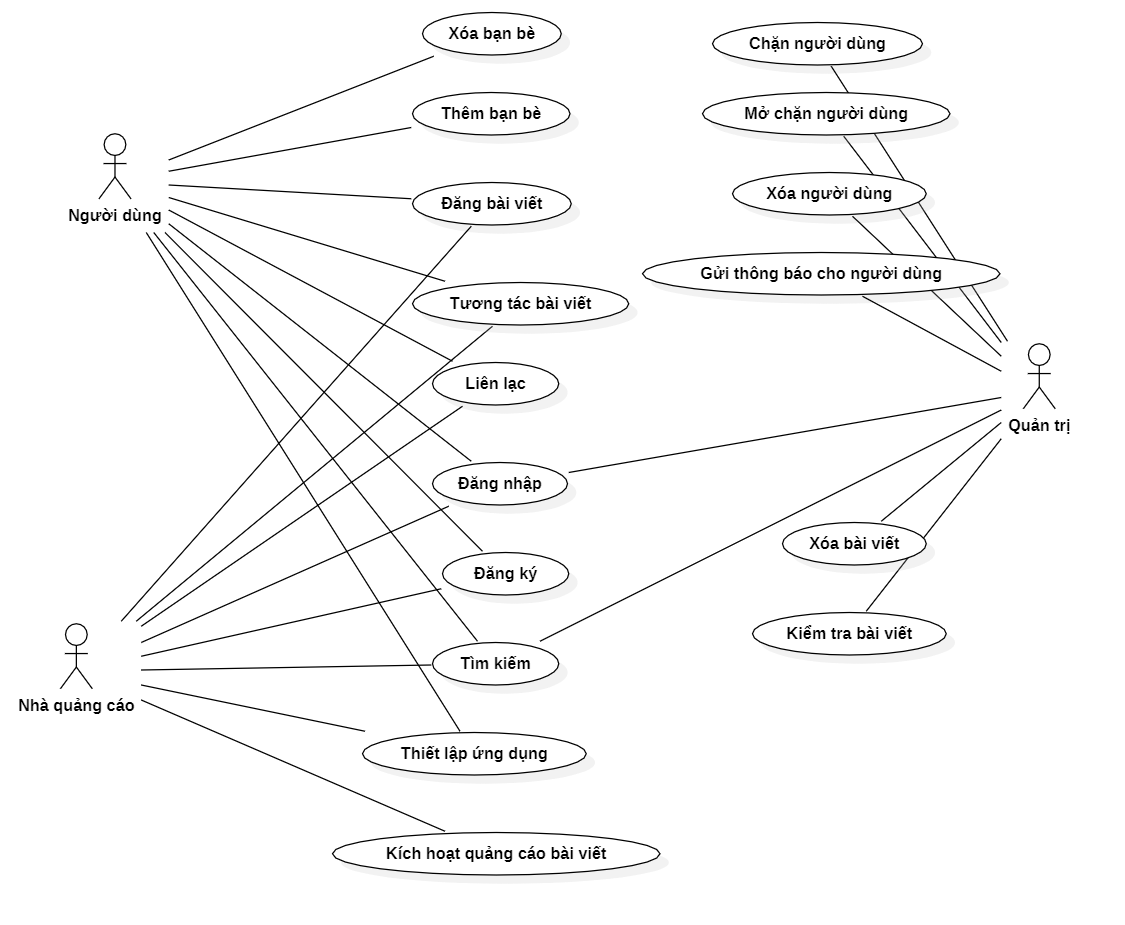 Xóa bạn bè
Chặn người dùng
Thêm bạn bè
Mở chặn người dùng
Người dùng
Đăng bài viết
Xóa người dùng
Gửi thông báo cho người dùng
Tương tác bài viết
Liên lạc
Quản trị
Đăng nhập
Xóa bài viết
Đăng ký
Kiểm tra bài viết
Tìm kiếm
Nhà quảng cáo
Thiết lập ứng dụng
Kích hoạt quảng cáo bài viết